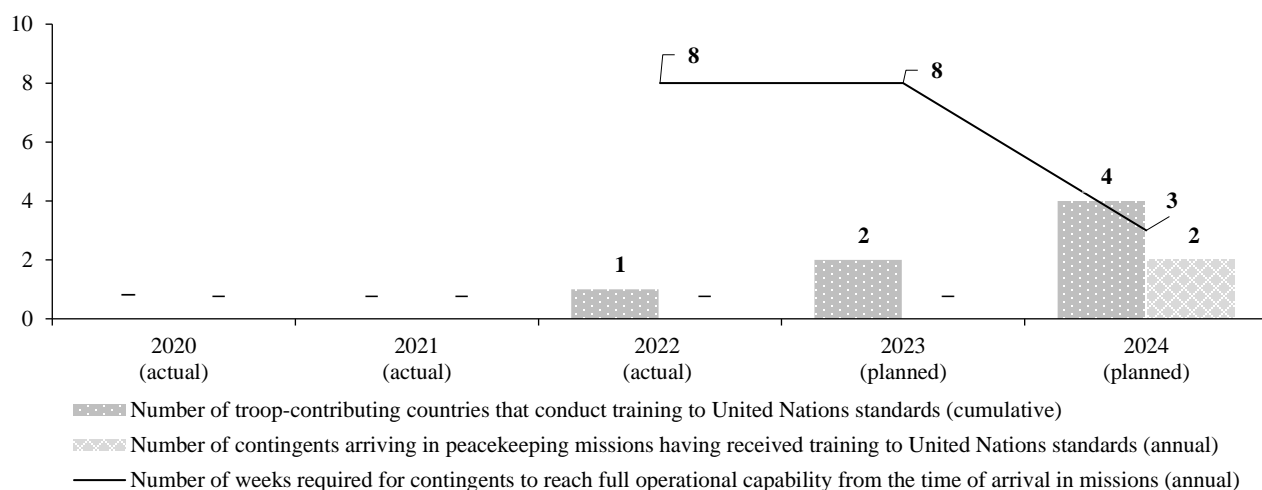 10
8
6
4
2
0
8
8
4
3
2
2
1
– – – – – –
2020 2021 2022 2023 2024
(actual) (actual) (actual) (planned) (planned)
Number of troop-contributing countries that conduct training to United Nations standards (cumulative)
Number of contingents arriving in peacekeeping missions having received training to United Nations standards (annual)
Number of weeks required for contingents to reach full operational capability from the time of arrival in missions (annual)